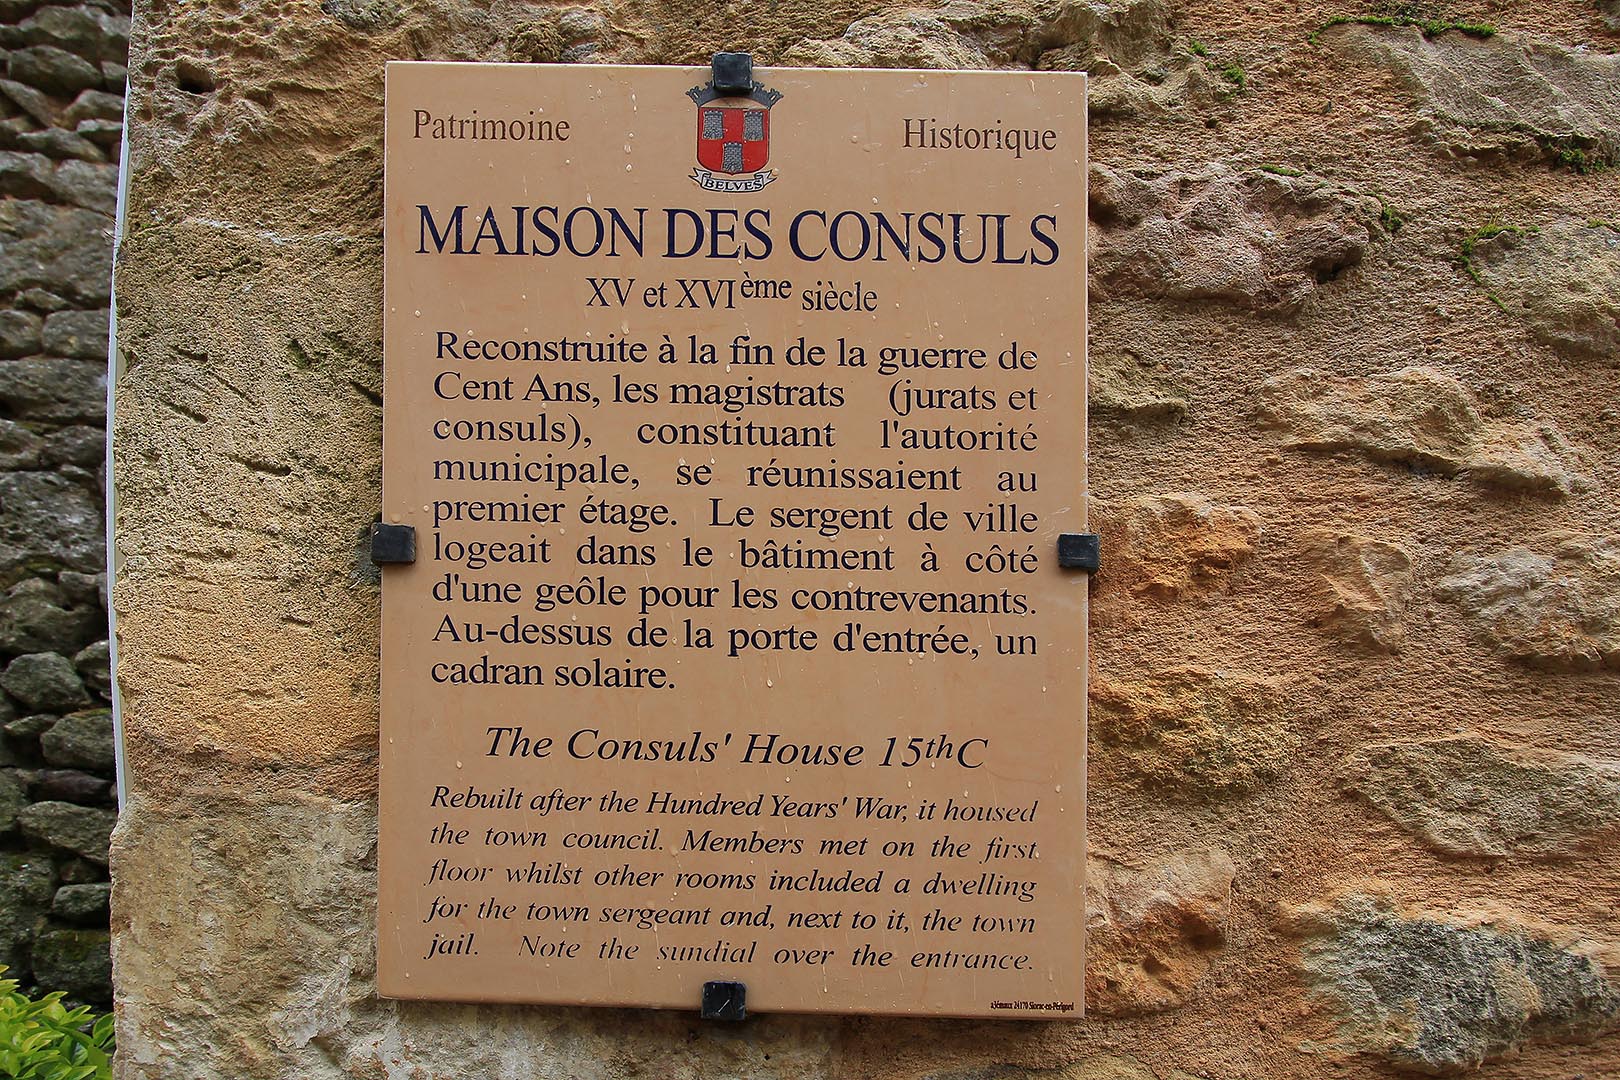 Patrimoine Historique
BELVES
MAISON DES CONSULS
XV et XVIème siècle
Reconstruite à la fin de la guerre de
Cent Ans, les magistrats (jurats et
consuls), constituant l'autorité
municipale, se réunissaient au
premier étage. Le sergent de ville
logeait dans le bâtiment à côté
d'une geôle pour les contrevenants.
Au-dessus de la porte d'entrée, un
cadran solaire.
The Consuls' House 15thC
Rebuilt after the Hundred Years' War, it housed
the town council. Members met on the first
floor whilst other rooms included a dwelling
for the town sergeant and, next to it, the town
jail. Note the sundial over the entrance.
24170 Siorac-en-Périgord